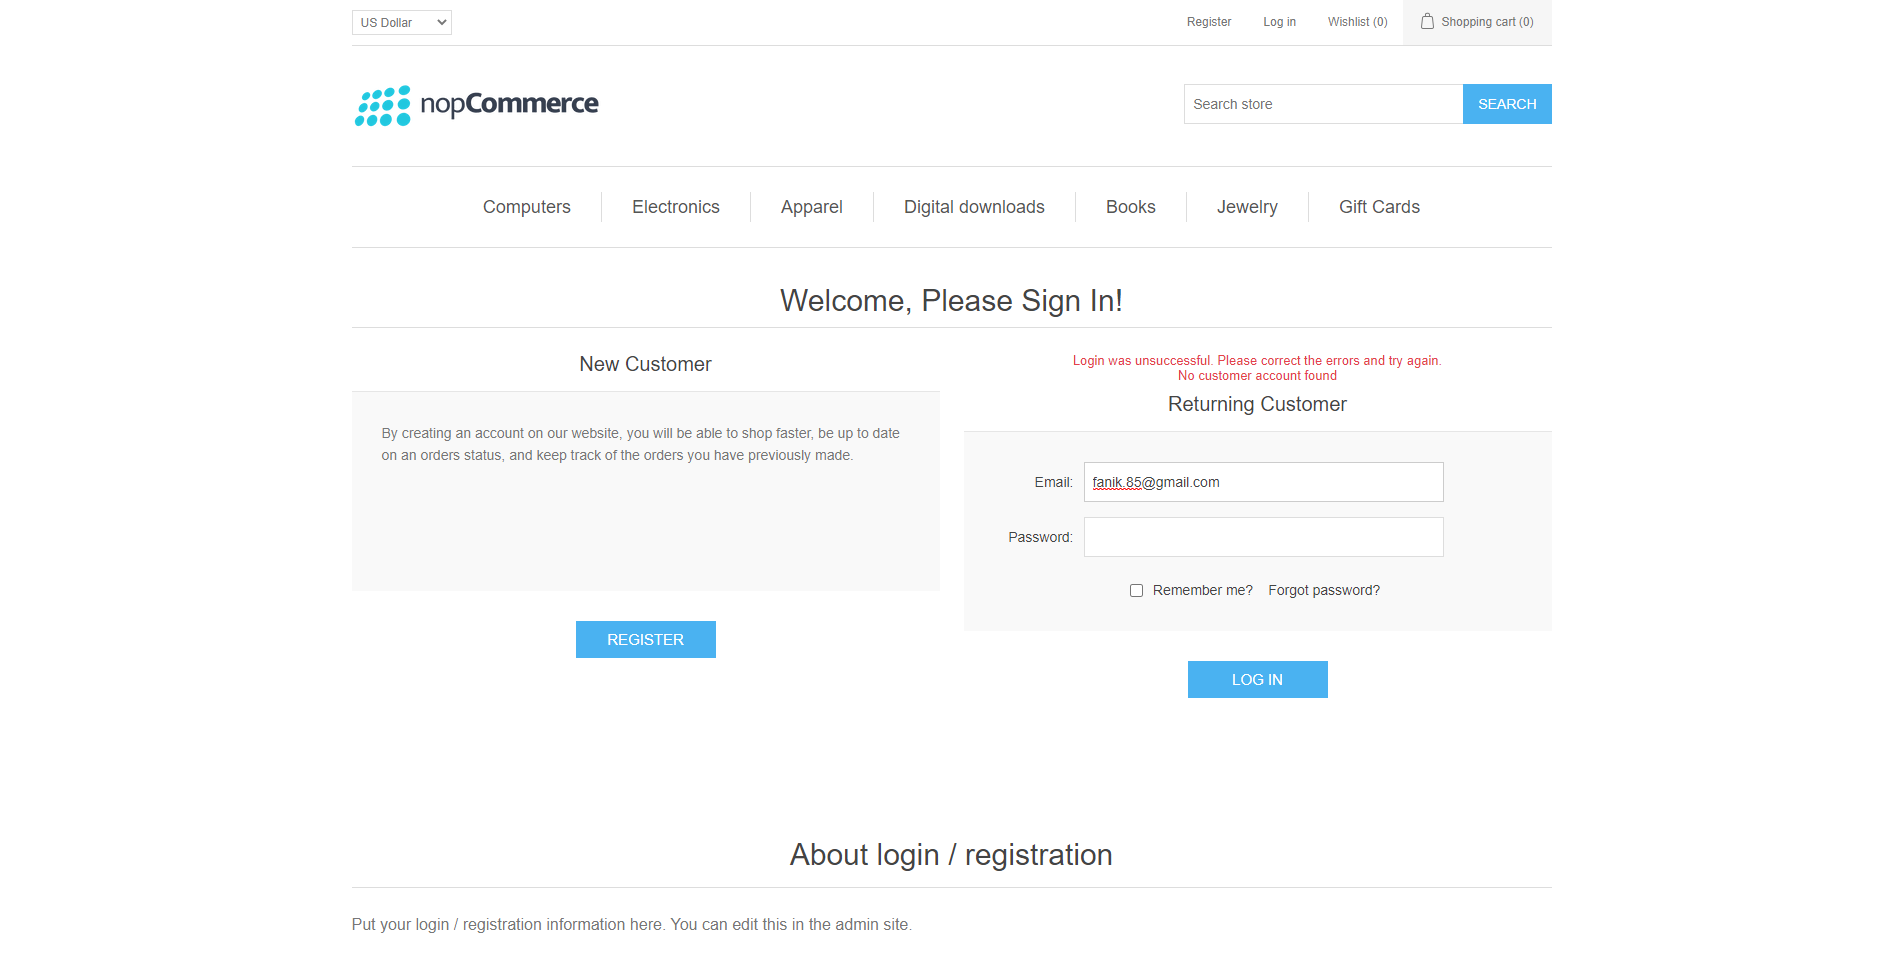 US Dollar
Register
Log in
Wishlist (0)
Shopping cart (0)
nopCommerce
Search store
SEARCH
Computers
Electronics
Apparel
Digital downloads
Books
Jewelry
Gift Cards
Welcome, Please Sign In!
New Customer
By creating an account on our website, you will be able to shop faster, be up to date
on an orders status, and keep track of the orders you have previously made.
REGISTER
Login was unsuccessful. Please correct the errors and try again.
No customer account found
Returning Customer
Email:
fanik.85@gmail.com
Password:
Remember me?
Forgot password?
LOG IN
About login / registration
Put your login / registration information here. You can edit this in the admin site.